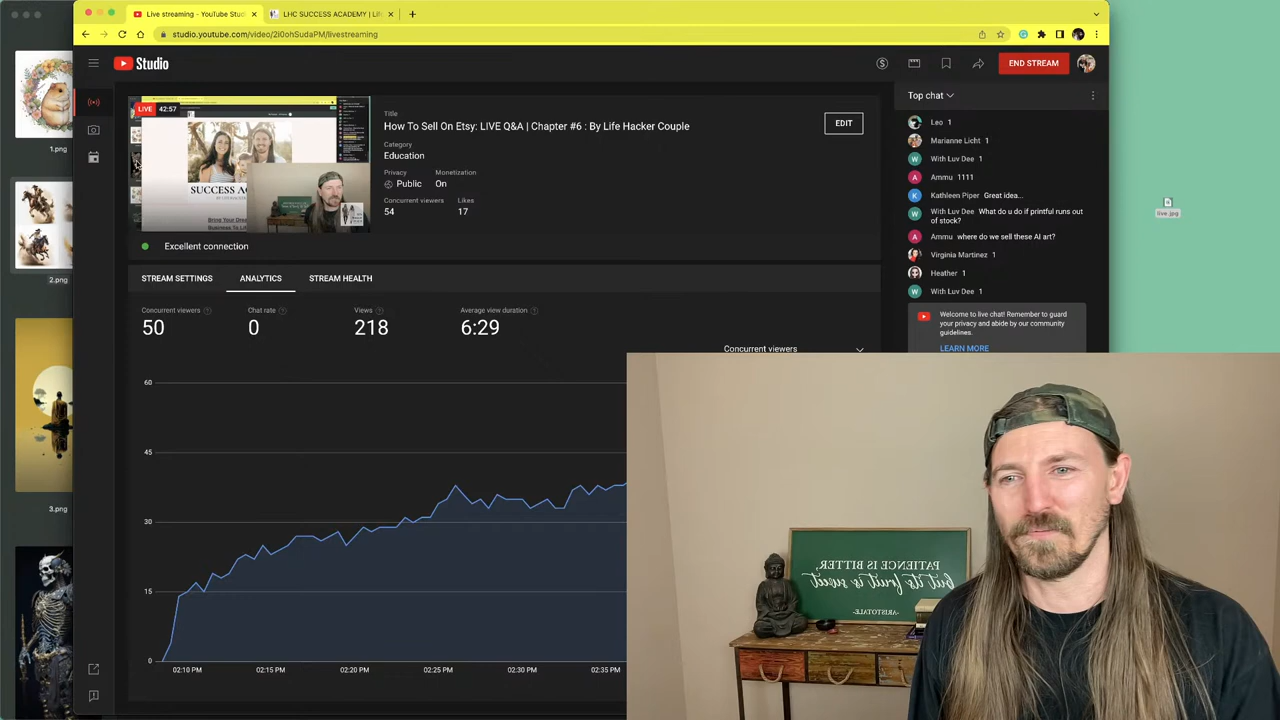 Live streaming - YouTube Stud
LHC SUCCESS ACADEMY | LIF
studio.youtube.com/video/2i0ohSudaPM/livestreaming
Studio
END STREAM
1.png
2.png
3.png
live.jpg
LIVE 42:57
SUCCESS AC
Title
How To Sell On Etsy: LIVE Q&A | Chapter #6 : By Life Hacker Couple
EDIT
Category
Education
Privacy Monetization
Public On
Concurrent viewers Likes
54 17
Excellent connection
STREAM SETTINGS ANALYTICS STREAM HEALTH
Concurrent viewers Chat rate Views Average view duration
50 0 218 6:29
Concurrent viewers
60
45
30
15
0
02:10 PM 02:15 PM 02:20 PM 02:25 PM 02:30 PM 02:35 PM
Top chat
Leo 1
Marianne Licht 1
With Luv Dee 1
Ammu 1111
Kathleen Piper Great idea...
With Luv Dee What do u do if printful runs out
of stock?
Ammu where do we sell these AI art?
Virginia Martinez 1
Heather 1
With Luv Dee 1
Welcome to live chat! Remember to guard
your privacy and abide by our community
guidelines.
LEARN MORE
PATIENCE IS BITTER,
but its fruit is sweet
-ARISTOTLE-